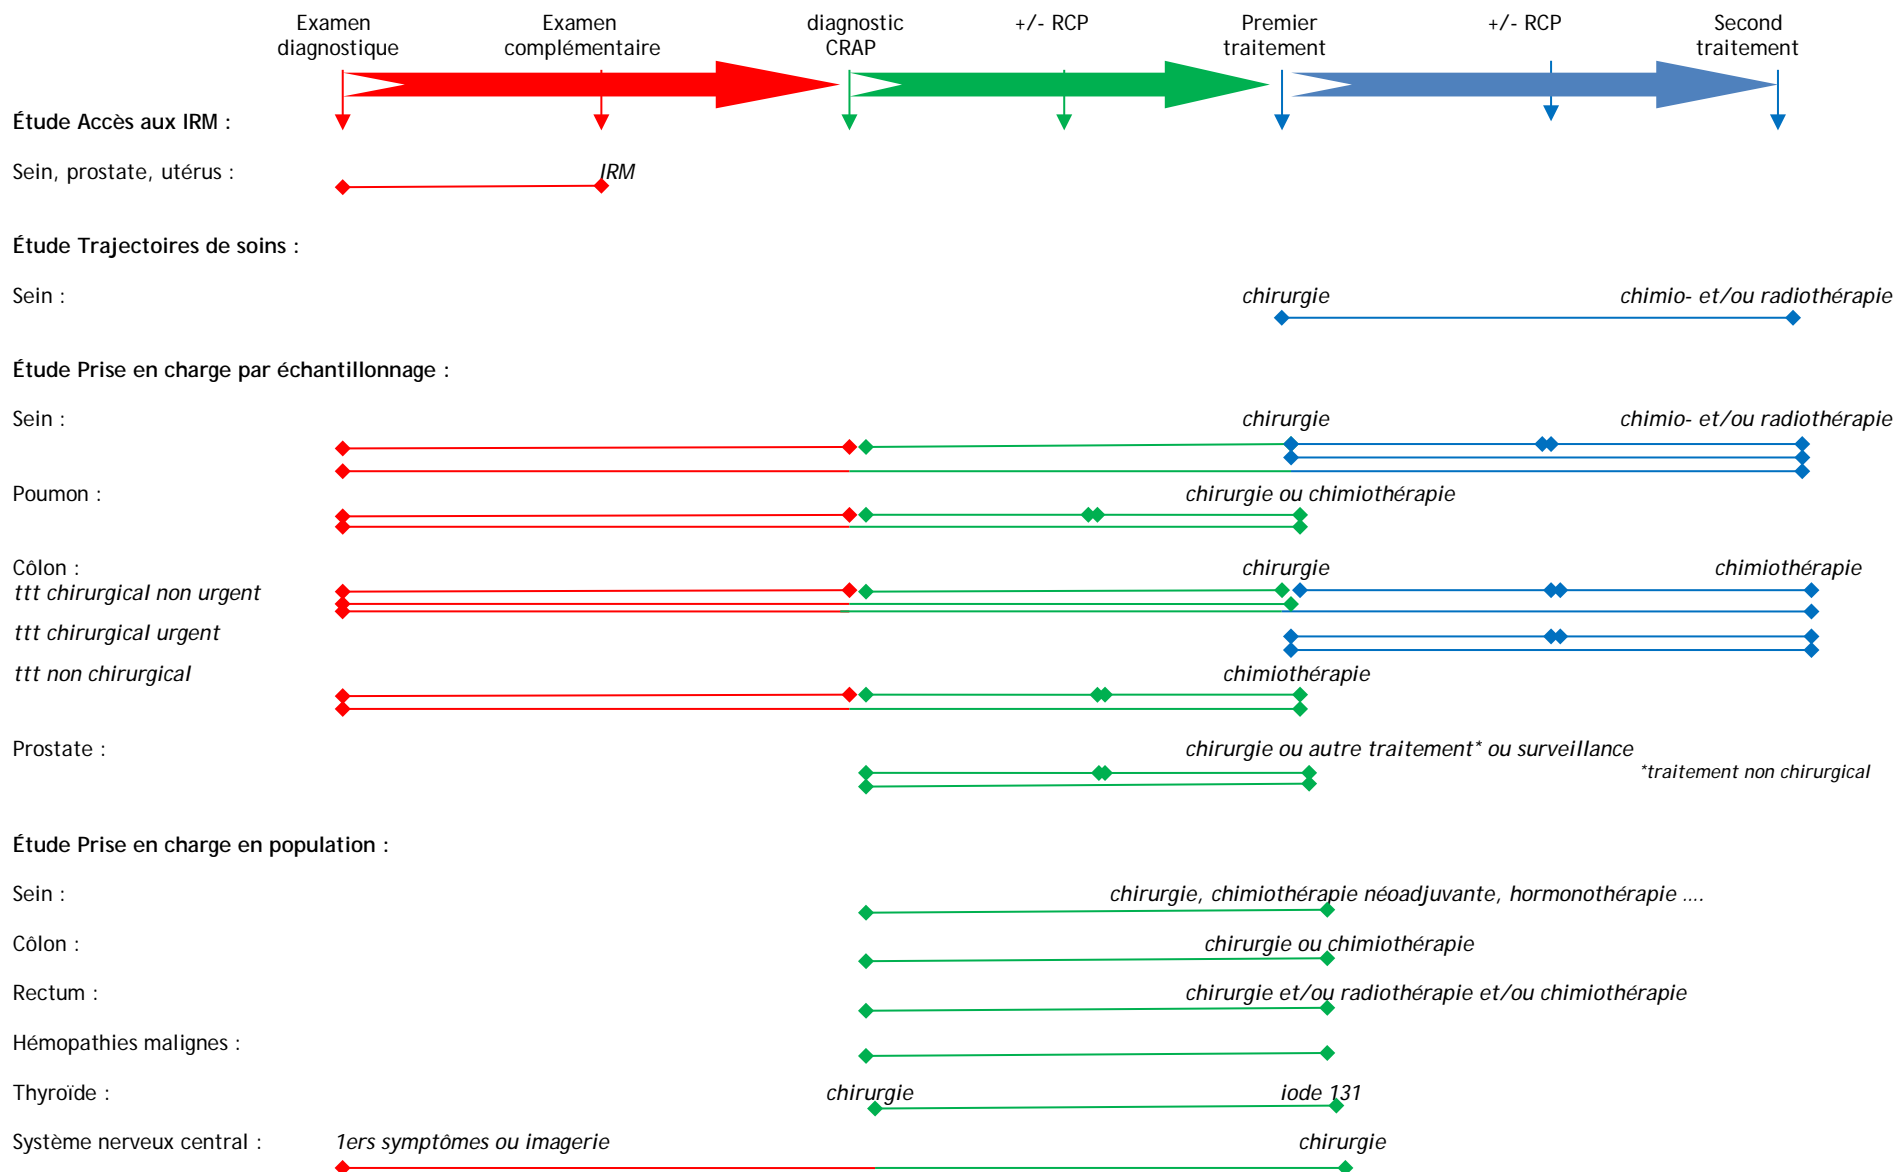 Examen diagnostique
Examen complémentaire
diagnostic CRAP
+/- RCP
Premier traitement
+/- RCP
Second traitement
Étude Accès aux IRM :
Sein, prostate, utérus :
IRM
Étude Trajectoires de soins :
Sein :
chirurgie
chimio- et/ou radiothérapie
Étude Prise en charge par échantillonnage :
Sein :
chirurgie
chimio- et/ou radiothérapie
Poumon :
chirurgie ou chimiothérapie
Côlon :
chirurgie
chimiothérapie
ttt chirurgical non urgent
ttt chirurgical urgent
ttt non chirurgical
chimiothérapie
Prostate :
chirurgie ou autre traitement* ou surveillance
*traitement non chirurgical
Étude Prise en charge en population :
Sein :
chirurgie, chimiothérapie néoadjuvante, hormonothérapie ....
Côlon :
chirurgie ou chimiothérapie
Rectum :
chirurgie et/ou radiothérapie et/ou chimiothérapie
Hémopathies malignes :
Thyroïde :
chirurgie
iode 131
Système nerveux central :
1ers symptômes ou imagerie
chirurgie